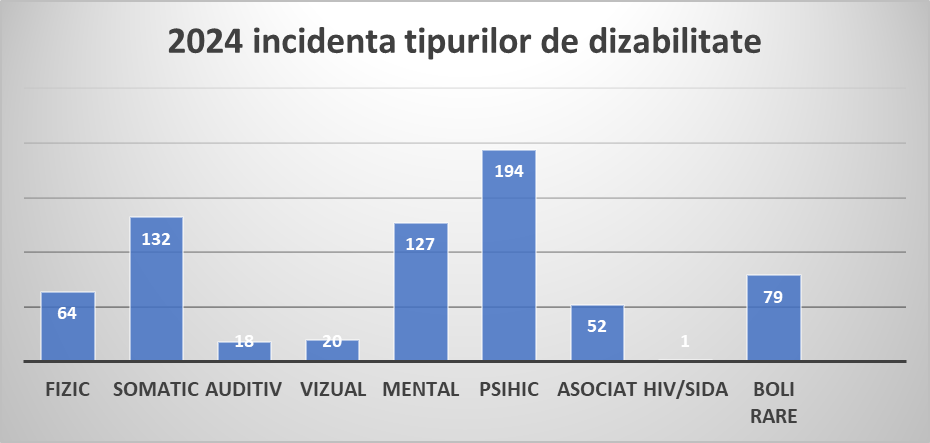 2024 incidenta tipurilor de dizabilitate
64
132
18
20
127
194
52
1
79
FIZIC
SOMATIC
AUDITIV
VIZUAL
MENTAL
PSIHIC
ASOCIAT
HIV/SIDA
BOLI
RARE